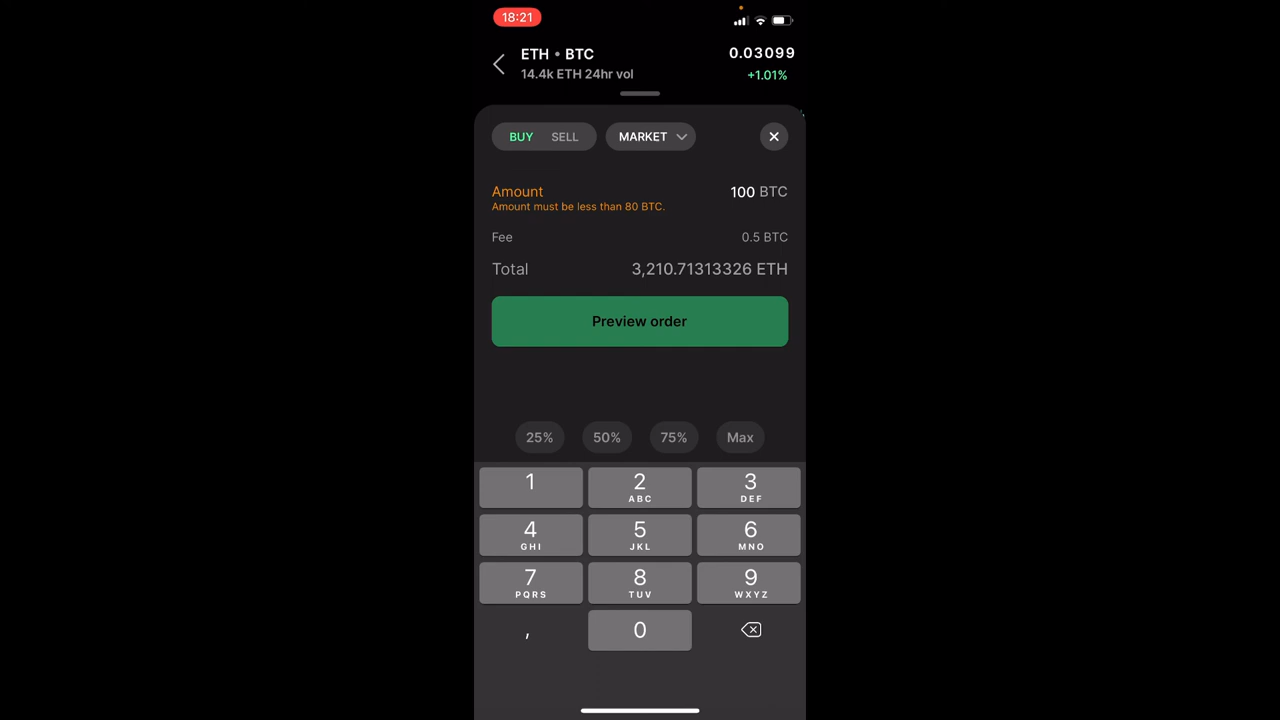 18:21
ETH • BTC
0.03099
14.4k ETH 24hr vol
+1.01%
BUY SELL MARKET
Amount
100 BTC
Amount must be less than 80 BTC.
Fee
0.5 BTC
Total
3,210.71313326 ETH
Preview order
25% 50% 75% Max
1 2 3
ABC DEF
4 5 6
GHI JKL MNO
7 8 9
PQRS TUV WXYZ
, 0